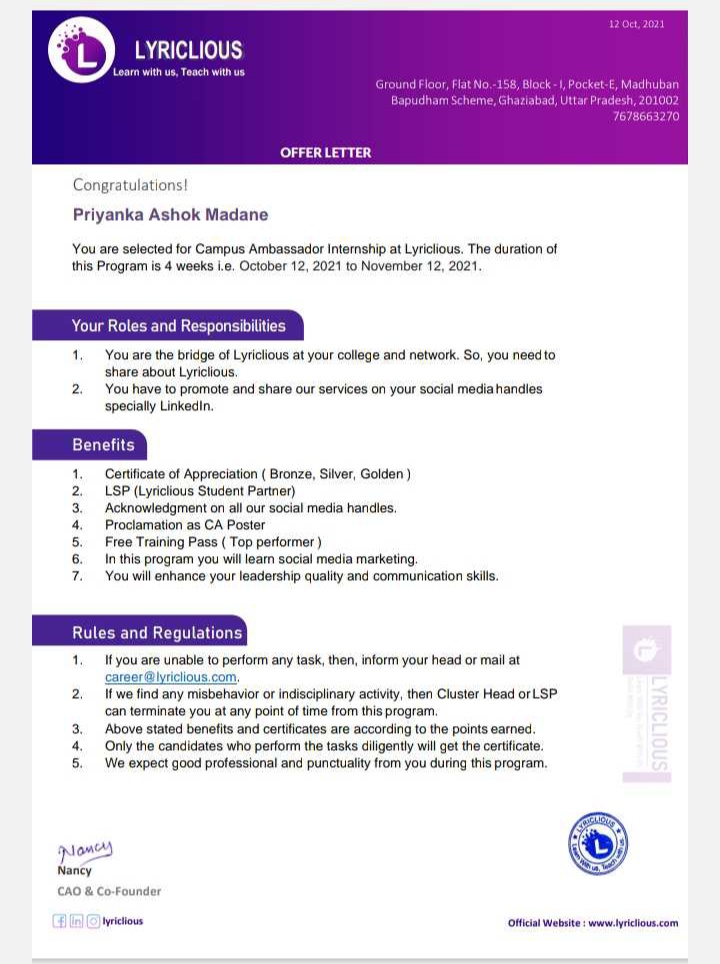 12 Oct, 2021
LYRICLIOUS
Learn with us, Teach with us
Ground Floor, Flat No.-158, Block - I, Pocket-E, Madhuban
Bapudham Scheme, Ghaziabad, Uttar Pradesh, 201002
7678663270
OFFER LETTER
Congratulations!
Priyanka Ashok Madane
You are selected for Campus Ambassador Internship at Lyriclious. The duration of
this Program is 4 weeks i.e. October 12, 2021 to November 12, 2021.
Your Roles and Responsibilities
1. You are the bridge of Lyriclious at your college and network. So, you need to
share about Lyriclious.
2. You have to promote and share our services on your social media handles
specially LinkedIn.
Benefits
1. Certificate of Appreciation ( Bronze, Silver, Golden )
2. LSP (Lyriclious Student Partner)
3. Acknowledgment on all our social media handles.
4. Proclamation as CA Poster
5. Free Training Pass ( Top performer )
6. In this program you will learn social media marketing.
7. You will enhance your leadership quality and communication skills.
Rules and Regulations
1. If you are unable to perform any task, then, inform your head or mail at
career@lyriclious.com.
2. If we find any misbehavior or indisciplinary activity, then Cluster Head or LSP
can terminate you at any point of time from this program.
3. Above stated benefits and certificates are according to the points earned.
4. Only the candidates who perform the tasks diligently will get the certificate.
5. We expect good professional and punctuality from you during this program.
LYRICLIOUS
LYRICLIOUS
Learn With us, Teach with us
Nancy
Nancy
CAO & Co-Founder
lyriclious
Official Website : www.lyriclious.com